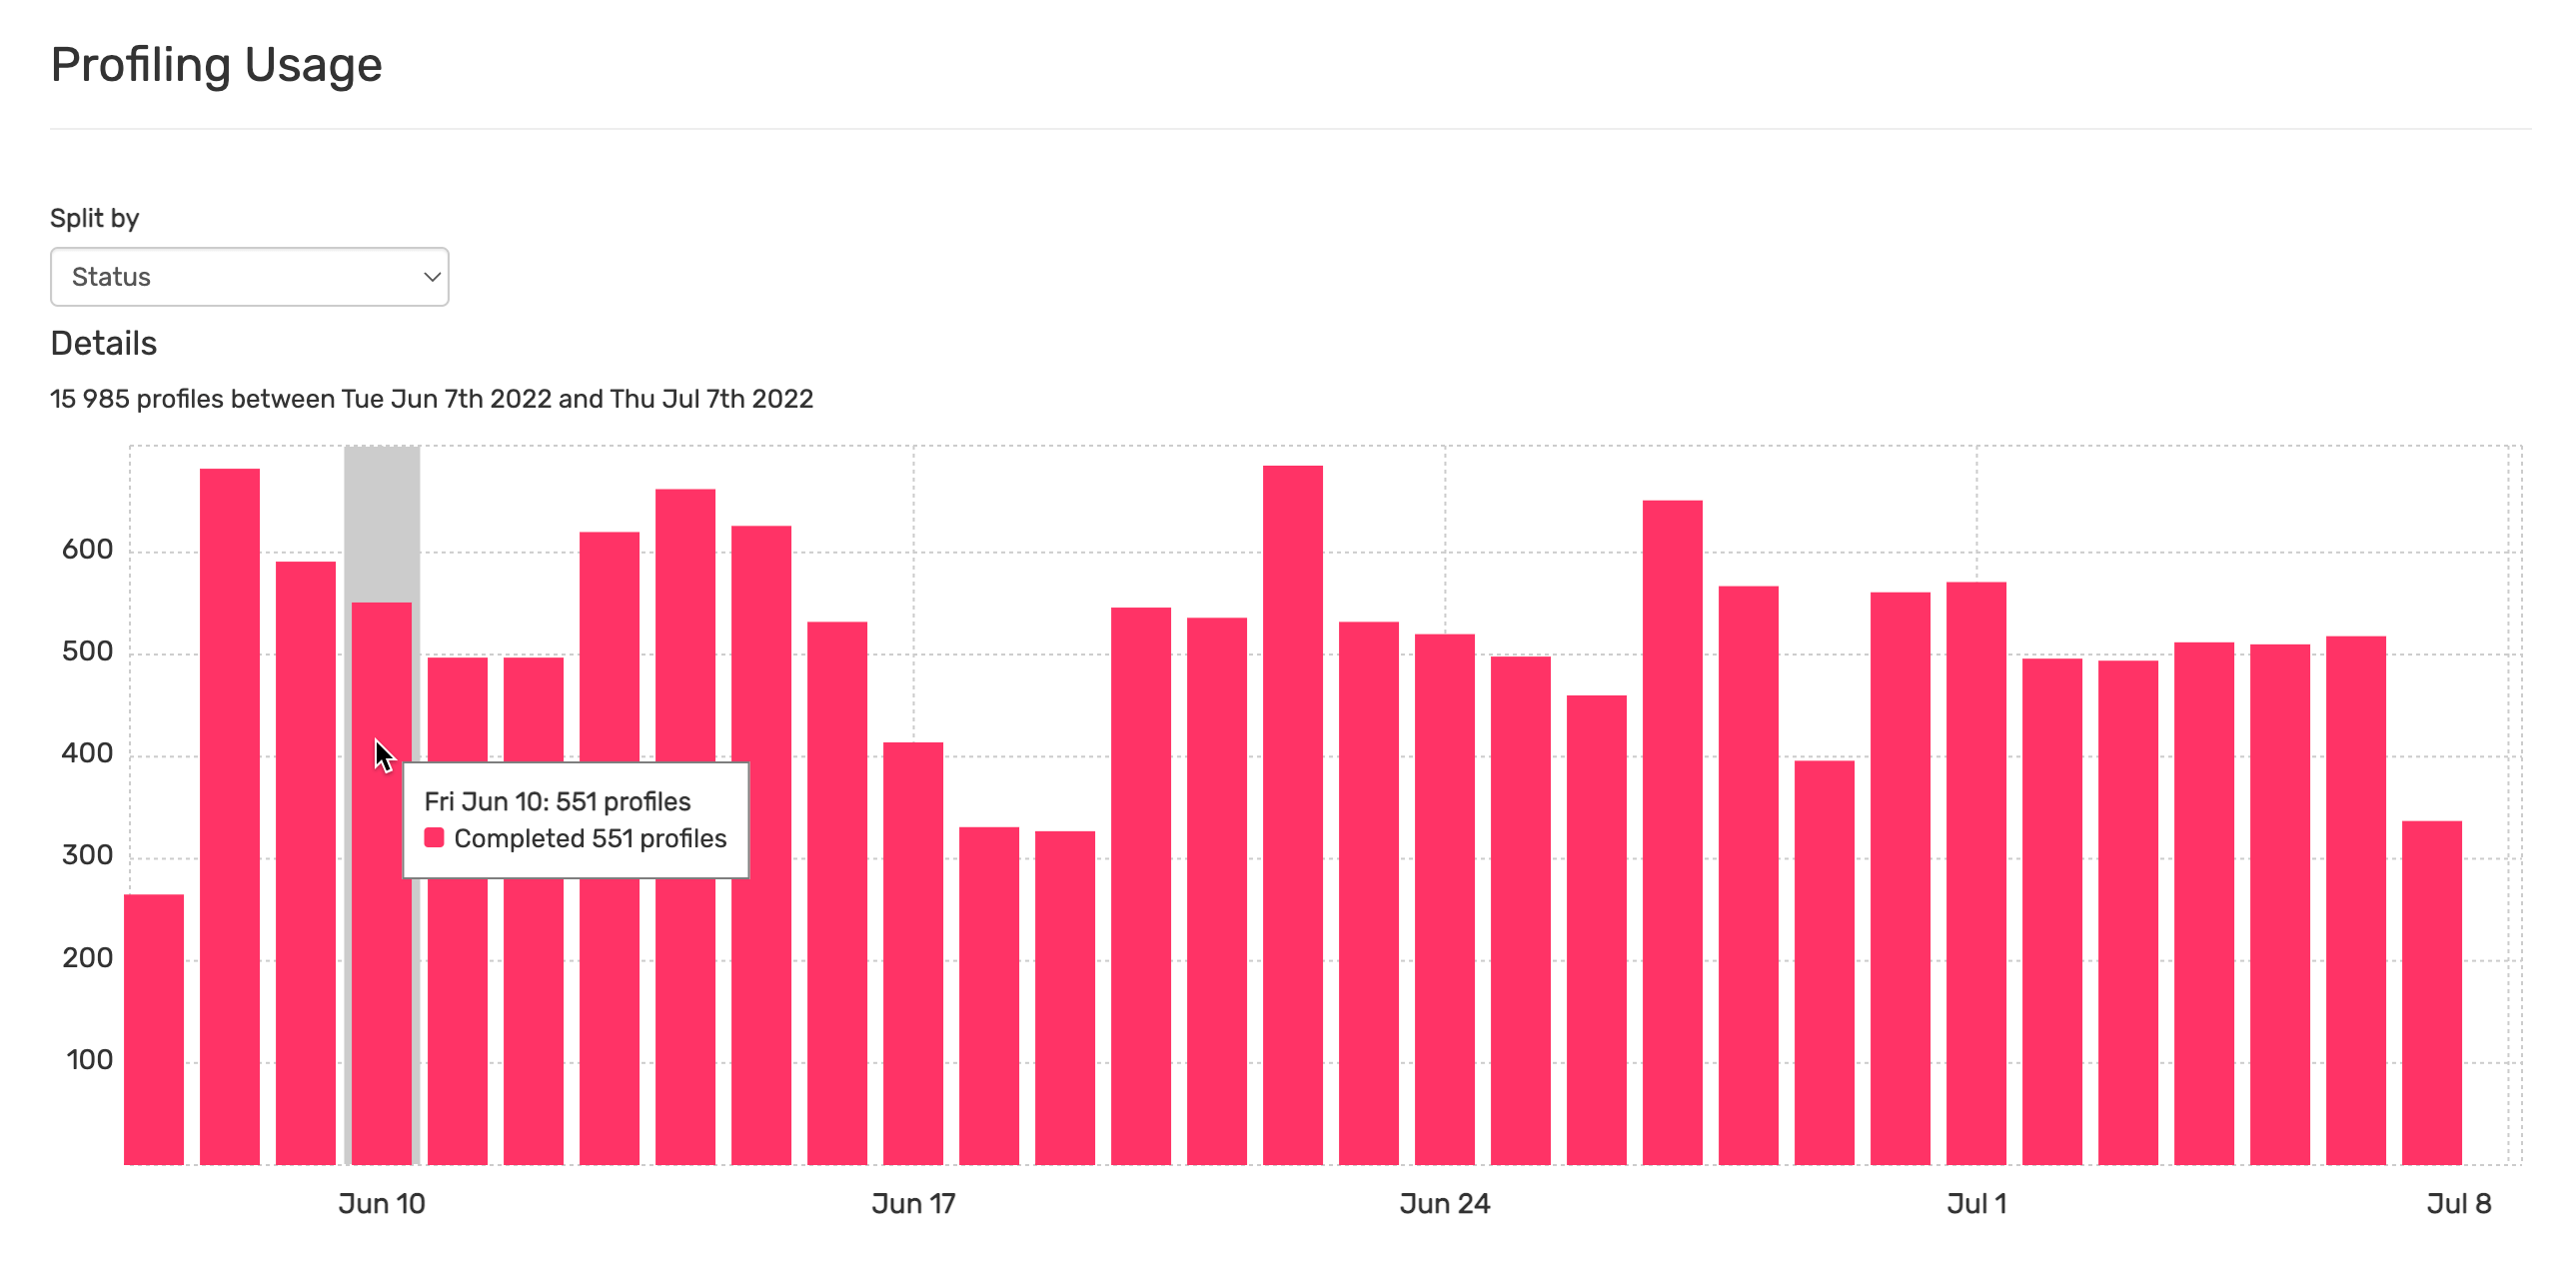 Profiling Usage
Split by
Status
Details
15 985 profiles between Tue Jun 7th 2022 and Thu Jul 7th 2022
600
500
400
300
200
100
Fri Jun 10: 551 profiles
Completed 551 profiles
Jun 10
Jun 17
Jun 24
Jul 1
Jul 8